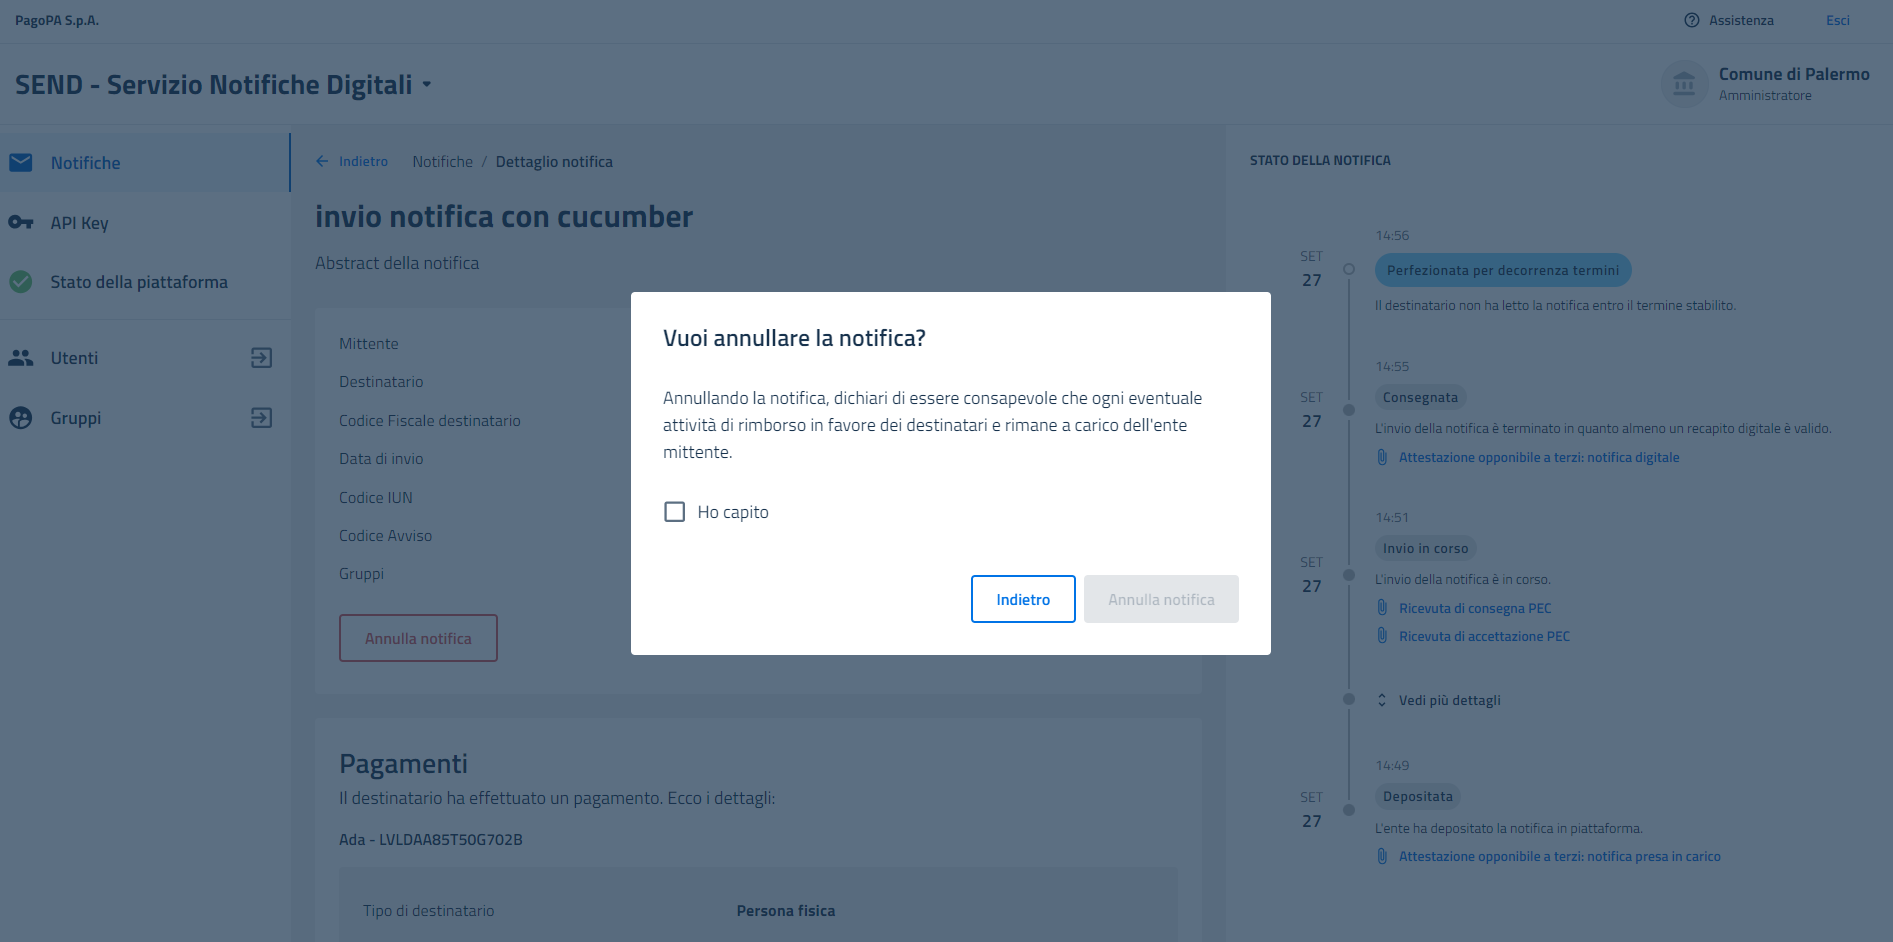 PagoPA S.p.A.
Assistenza
Esci
SEND - Servizio Notifiche Digitali
Comune di Palermo
Amministratore
Notifiche
API Key
Stato della piattaforma
Utenti
Gruppi
Indietro
Notifiche / Dettaglio notifica
invio notifica con cucumber
Abstract della notifica
Mittente
Destinatario
Codice Fiscale destinatario
Data di invio
Codice IUN
Codice Avviso
Gruppi
Annulla notifica
Pagamenti
Il destinatario ha effettuato un pagamento. Ecco i dettagli:
Ada - LVLDAA85T50G702B
Tipo di destinatario
Persona fisica
Vuoi annullare la notifica?
Annullando la notifica, dichiari di essere consapevole che ogni eventuale
attività di rimborso in favore dei destinatari e rimane a carico dell'ente
mittente.
Ho capito
Indietro
Annulla notifica
STATO DELLA NOTIFICA
14:56
SET
27
Perfezionata per decorrenza termini
Il destinatario non ha letto la notifica entro il termine stabilito.
14:55
SET
27
Consegnata
L'invio della notifica è terminato in quanto almeno un recapito digitale è valido.
Attestazione opponibile a terzi: notifica digitale
14:51
SET
27
Invio in corso
L'invio della notifica è in corso.
Ricevuta di consegna PEC
Ricevuta di accettazione PEC
Vedi più dettagli
14:49
SET
27
Depositata
L'ente ha depositato la notifica in piattaforma.
Attestazione opponibile a terzi: notifica presa in carico